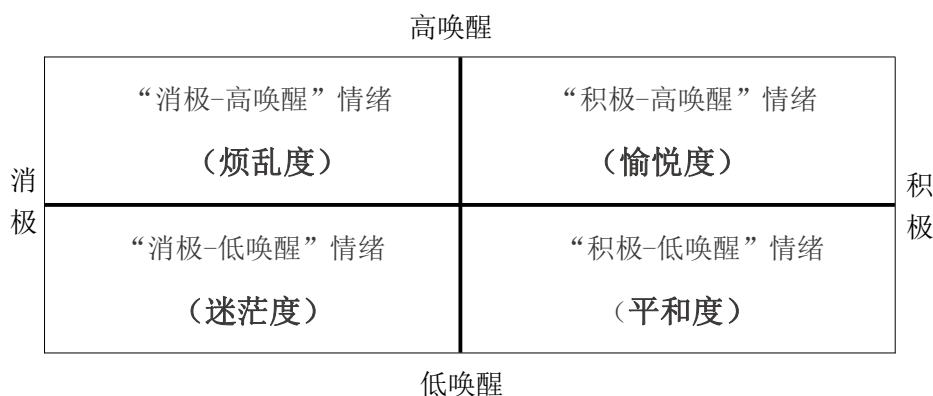 高唤醒
“消极-高唤醒”情绪
“积极-高唤醒”情绪
（烦乱度）
（愉悦度）
消极
积极
“消极-低唤醒”情绪
“积极-低唤醒”情绪
（迷茫度）
（平和度）
低唤醒